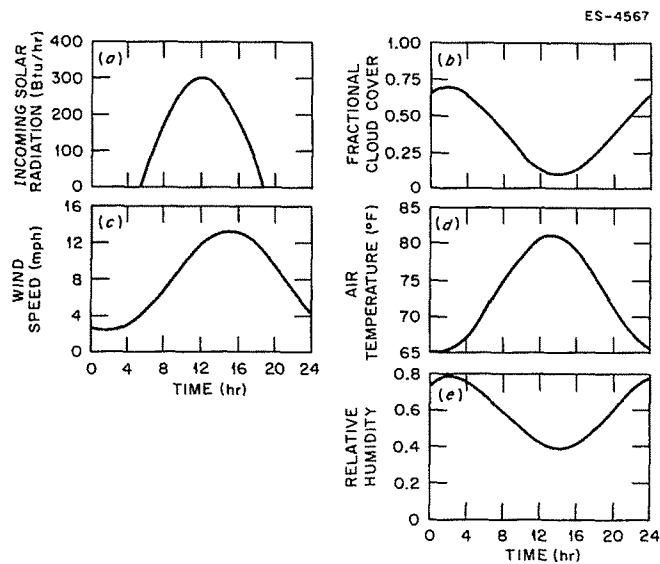 ES-4567
(a)
INCOMING SOLAR
RADIATION (Btu/hr)
400
300
200
100
0
(b)
FRACTIONAL
CLOUD COVER
1.00
0.75
0.50
0.25
0
(c)
WIND
SPEED (mph)
16
12
8
4
0
0 4 8 12 16 20 24
TIME (hr)
(d)
AIR
TEMPERATURE (°F)
85
80
75
70
65
(e)
RELATIVE
HUMIDITY
0.8
0.6
0.4
0.2
0
0 4 8 12 16 20 24
TIME (hr)